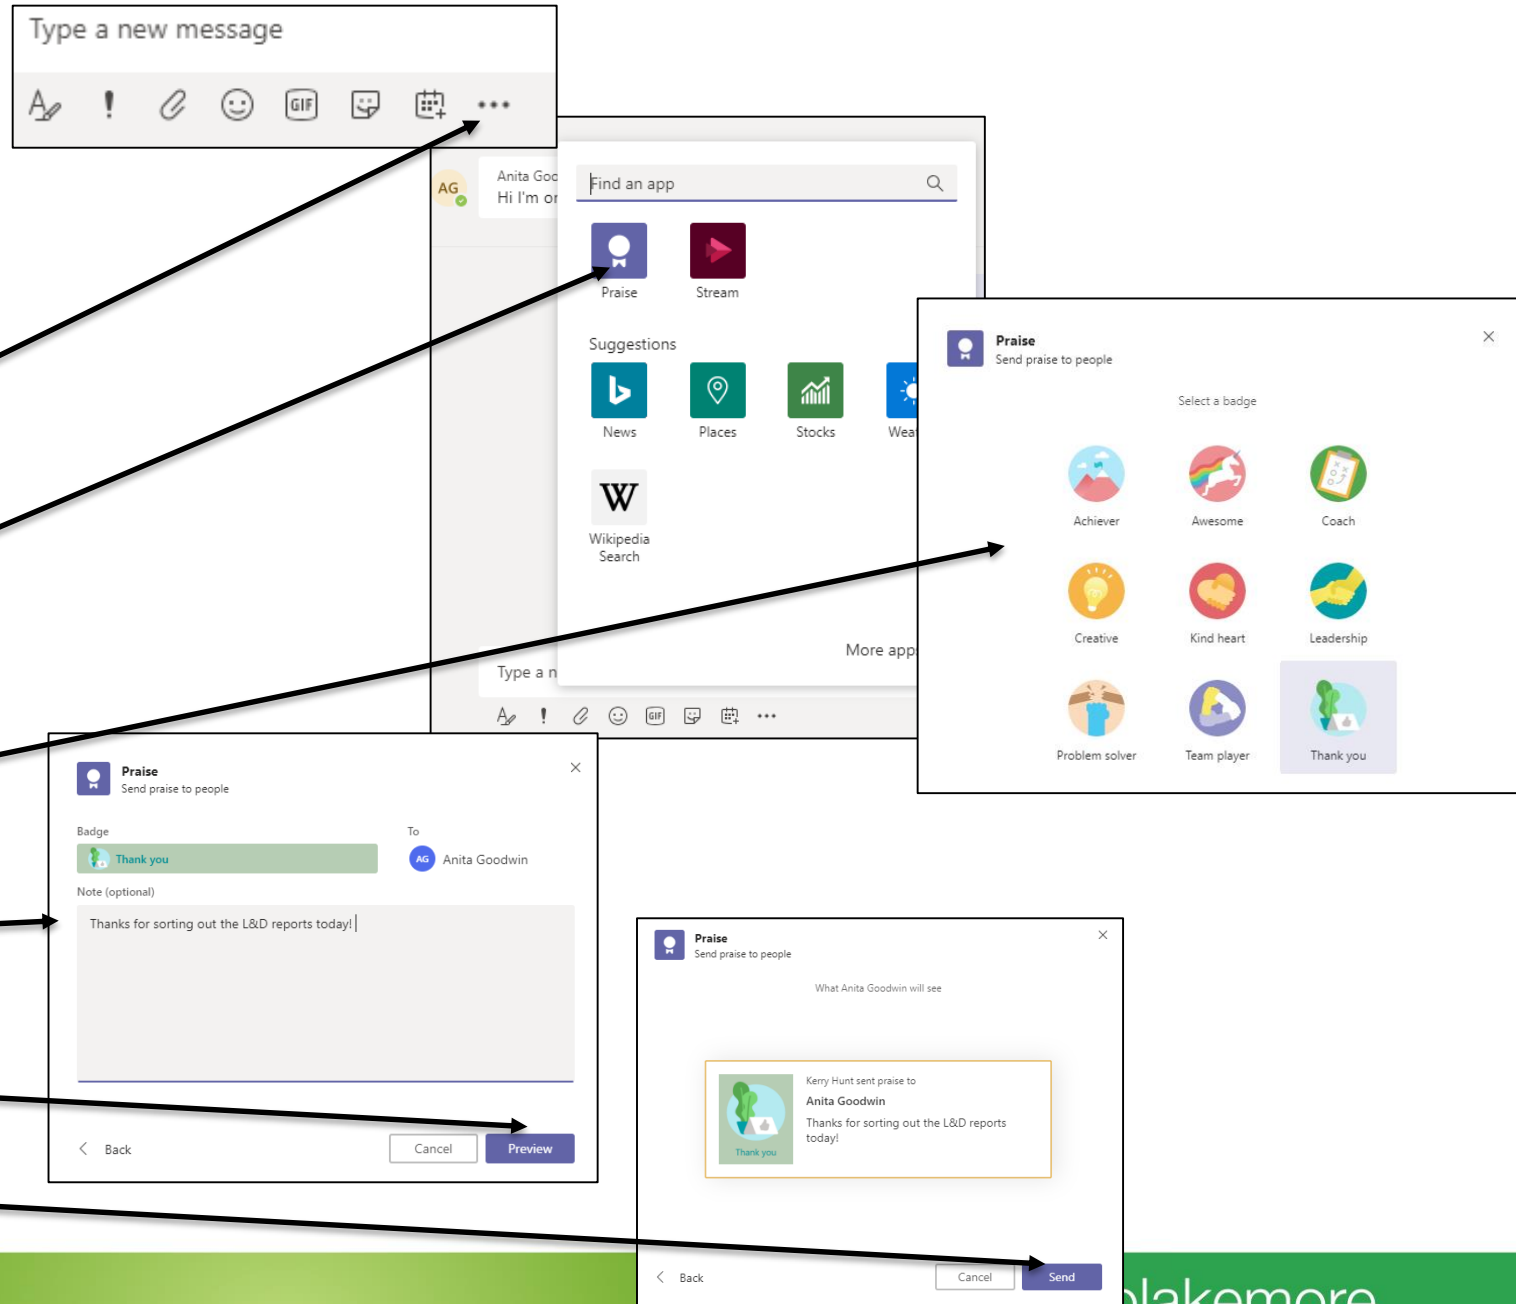 Type a new message
GIF
AG
Anita Goo
Hi I'm or
Find an app
Praise
Stream
Suggestions
News
Places
Stocks
Wea
W
Wikipedia
Search
More app
Type a n
GIF
Praise
Send praise to people
Select a badge
Achiever
Awesome
Coach
Creative
Kind heart
Leadership
Problem solver
Team player
Thank you
Praise
Send praise to people
Badge
To
Thank you
AG
Anita Goodwin
Note (optional)
Thanks for sorting out the L&D reports today!
Back
Cancel
Preview
Praise
Send praise to people
What Anita Goodwin will see
Kerry Hunt sent praise to
Anita Goodwin
Thanks for sorting out the L&D reports
today!
Thank you
Back
Cancel
Send
blakemore